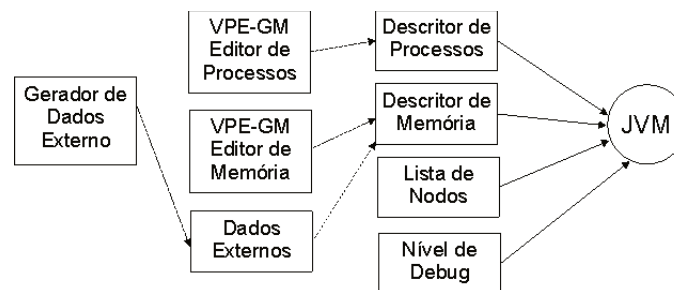 VPE-GM
Editor de
Processos
Descritor de
Processos
Gerador de
Dados
Externo
VPE-GM
Editor de
Memória
Descritor de
Memória
JVM
Lista de
Nodos
Dados
Externos
Nível de
Debug